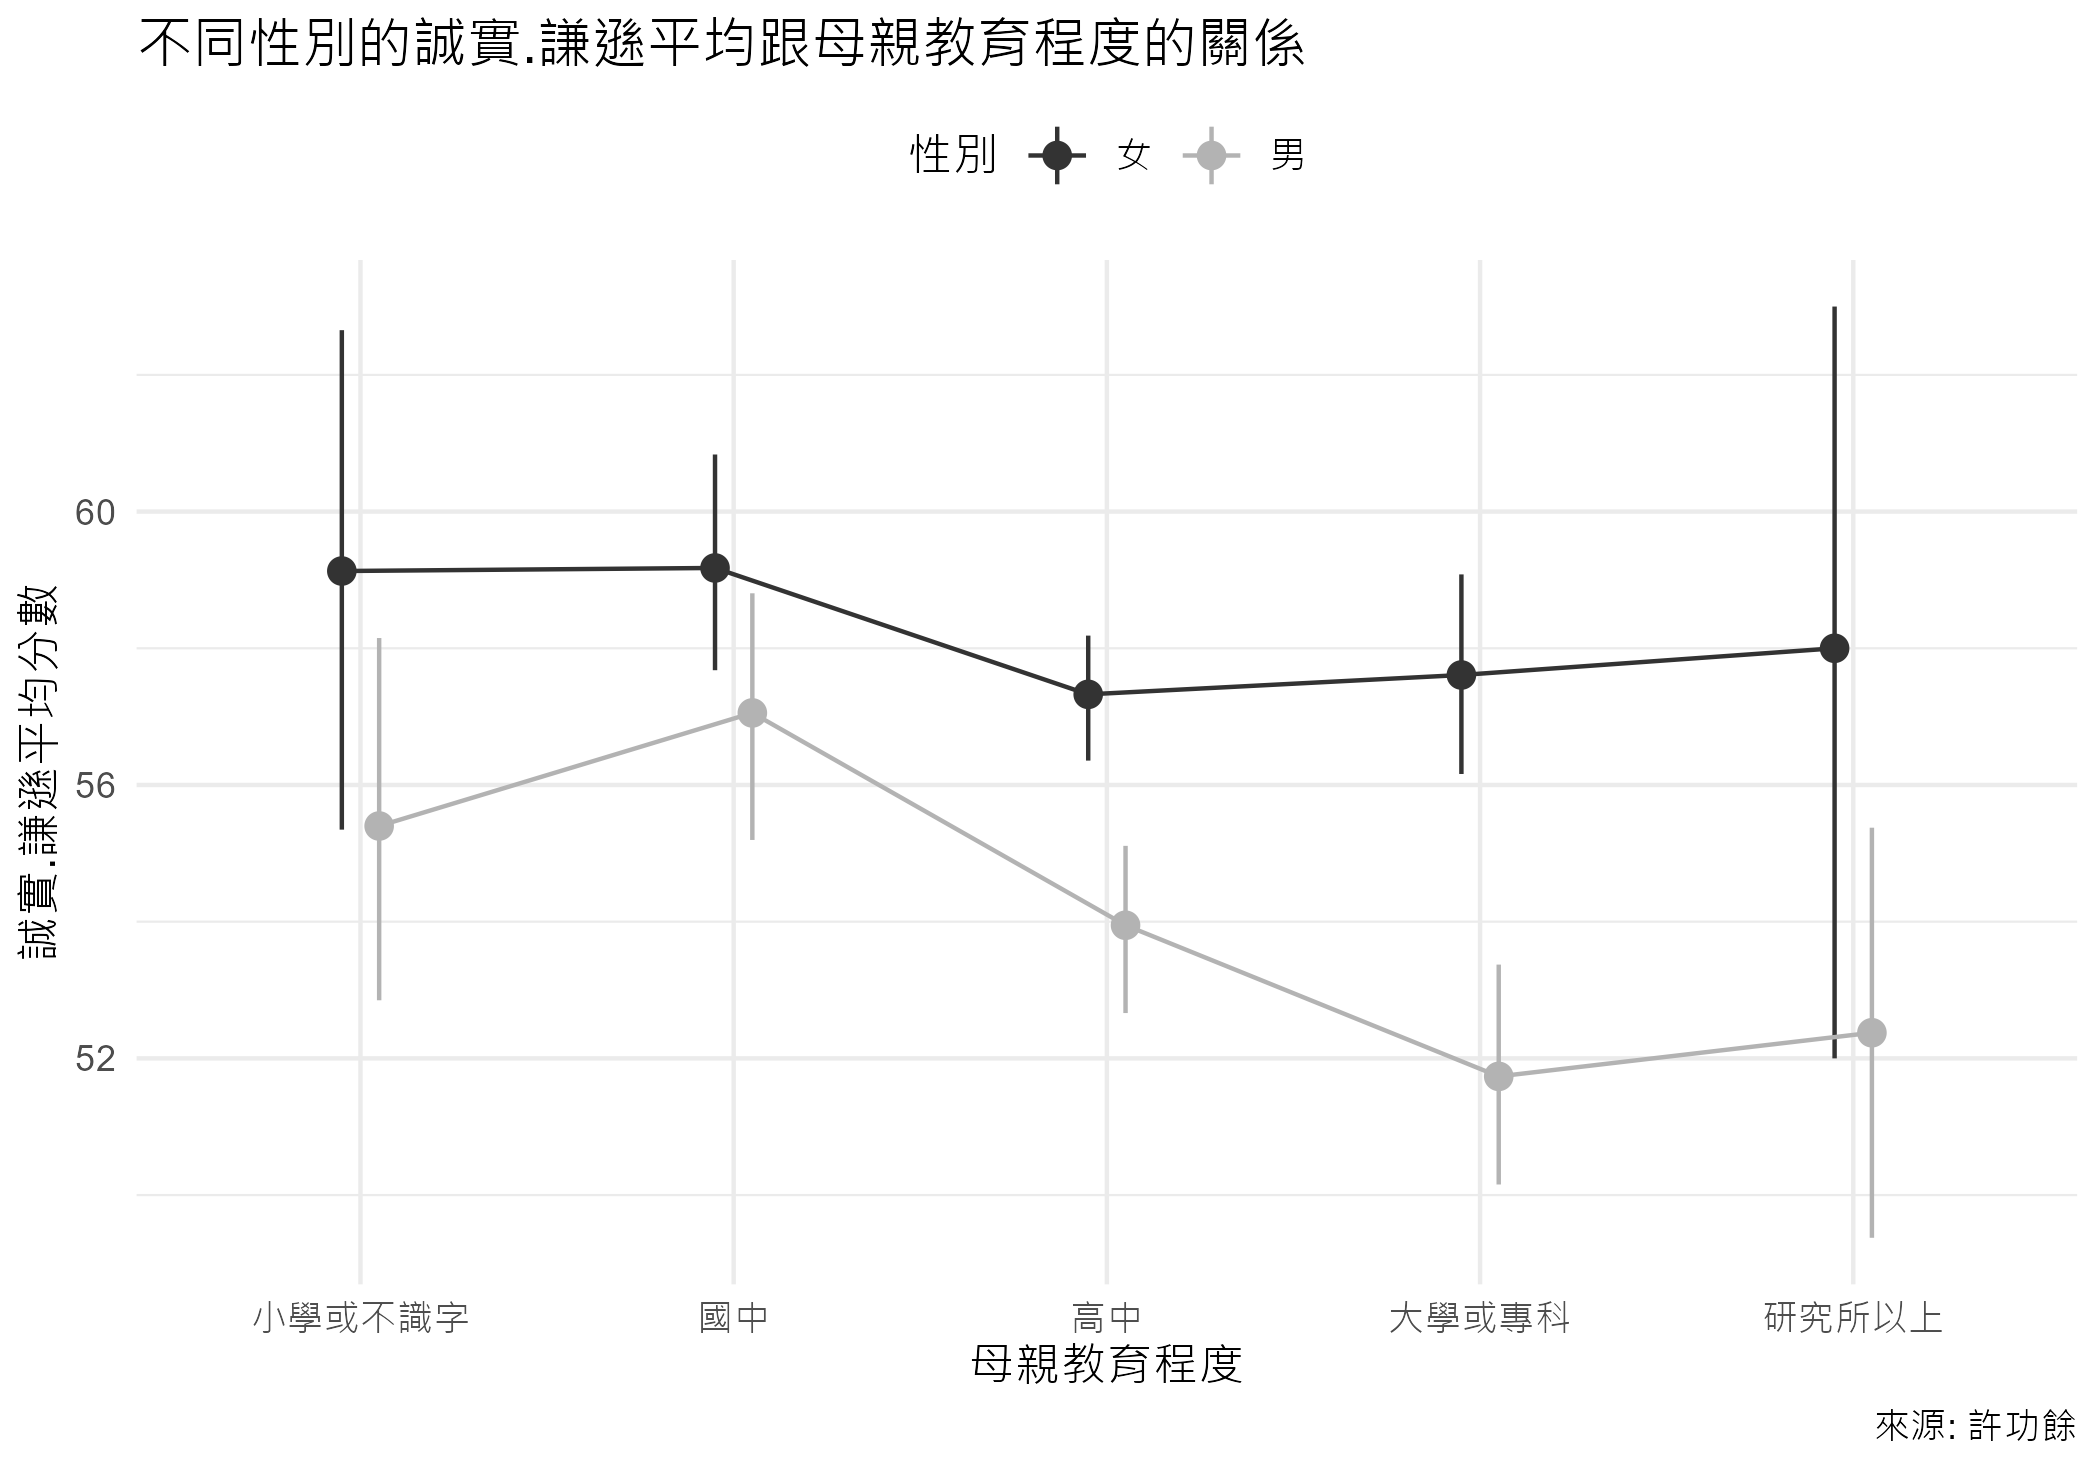 不同性別的誠實.謙遜平均跟母親教育程度的關係
性別 女 男
誠實.謙遜平均分數
60
56
52
小學或不識字 國中 高中 大學或專科 研究所以上
母親教育程度
來源: 許功餘